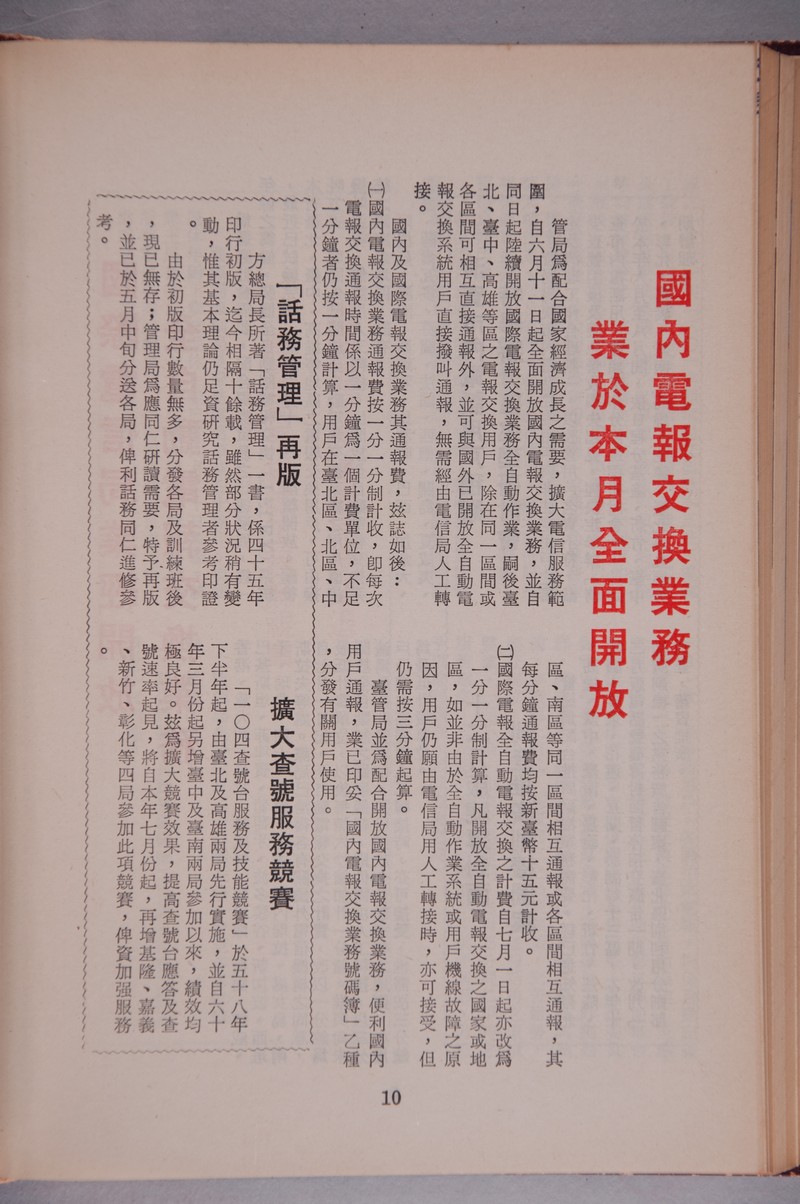 國內電報交換業務
業於本月全面開放
管局爲配合國家經濟成長之需要，擴大電信服務範
圍，自六月十一日起全面開放國內電報交換業務，並自
同日起陸續開放國際電報交換業務全自動作業，嗣後臺
北、臺中、高雄等區之電報交換用戶，除在同一區間或
各區間可相互直接通報外，並可與國外已開放全自動電
報交換系統用戶直接撥叫通報，無需經由電信局人工轉
接。
國內及國際電報交換業務其通報費，玆誌如後：
㈠國內電報交換業務通報費按一分一分制計收，卽每次
電報交換通報時間係以一分鐘爲一個計費單位，不足
一分鐘者仍按一分鐘計算，用戶在臺北區、北區、中
區、南區等同一區間相互通報或各區間相互通報，其
每分鐘通報費均按新臺幣十五元計收。
㈡國際電報全自動電報交換之計費自七月一日起亦改爲
一分一分制計算，凡開放全自動電報交換之國家或地
區，如並非由於全自動作業系統或用戶機線故障之原
因，用戶仍願由電信局用人工轉接時，亦可接受，但
仍需按三分鐘起算。
臺管局並爲配合開放國內電報交換業務，便利國內
用戶通報，業已印妥「國內電報交換業務號碼簿」乙種
，分發有關用戶使用。
「話務管理」再版
方總局長所著「話務管理」一書，係四十五年
印行初版，迄今相隔十餘載，雖然部分狀況稍有變
動，惟其基本理論仍足資硏究話務管理者參考印證
。
由於初版印行數量無多，分發各局及訓練班後
，現已無存；管理局爲應同仁硏讀需要，特予再版
，並已於五月中旬分送各局，俾利話務同仁進修參
考。
擴大查號服務競賽
「一〇四查號台服務及技能競賽」於五十八年
下半年起，由臺北及高雄兩局先行實施，並自六十
年三月份起另增臺中及臺南兩局參加以來，績效均
極良好。玆爲擴大競賽效果，提高查號台應答及查
號速率起見，將自本年七月份起，再增基隆、嘉義
、新竹、彰化等四局參加此項競賽，俾資加强服務
。
10